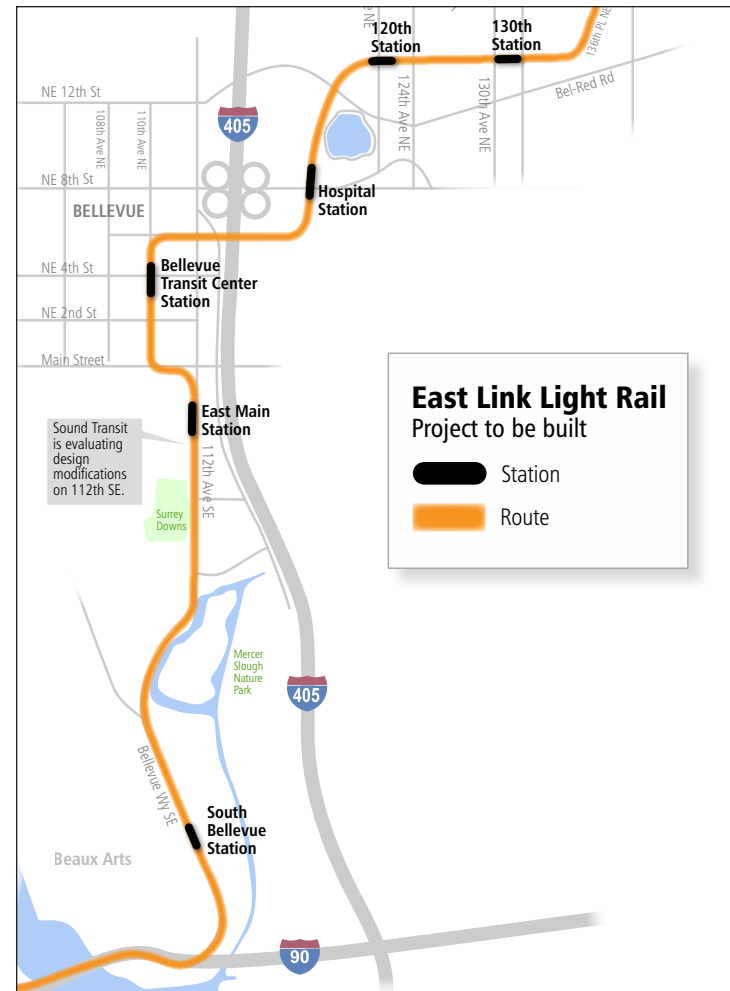 120th
Station
130th
Station
136th PL NE
NE
124th Ave NE
130th Ave NE
Bel-Red Rd
NE 12th St
108th Ave NE
110th Ave NE
405
NE 8th St
Hospital
Station
BELLEVUE
NE 4th St
Bellevue
Transit Center
Station
NE 2nd St
Main Street
East Main
Station
Sound Transit
is evaluating
design
modifications
on 112th SE.
112th Ave SE
Surrey
Downs
East Link Light Rail
Project to be built
Station
Route
Mercer
Slough
Nature
Park
405
Bellevue Wy SE
South
Bellevue
Station
Beaux Arts
90